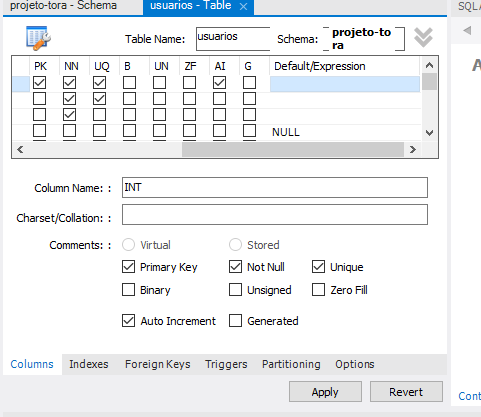 projeto-tora - Schema
usuarios - Table
SQLA
Table Name: usuarios
Schema: projeto-to
ra
PK NN UQ B UN ZF AI G Default/Expression
NULL
Column Name: : INT
Charset/Collation: :
Comments: : Virtual Stored
Primary Key Not Null Unique
Binary Unsigned Zero Fill
Auto Increment Generated
Columns Indexes Foreign Keys Triggers Partitioning Options
Apply Revert
Cont